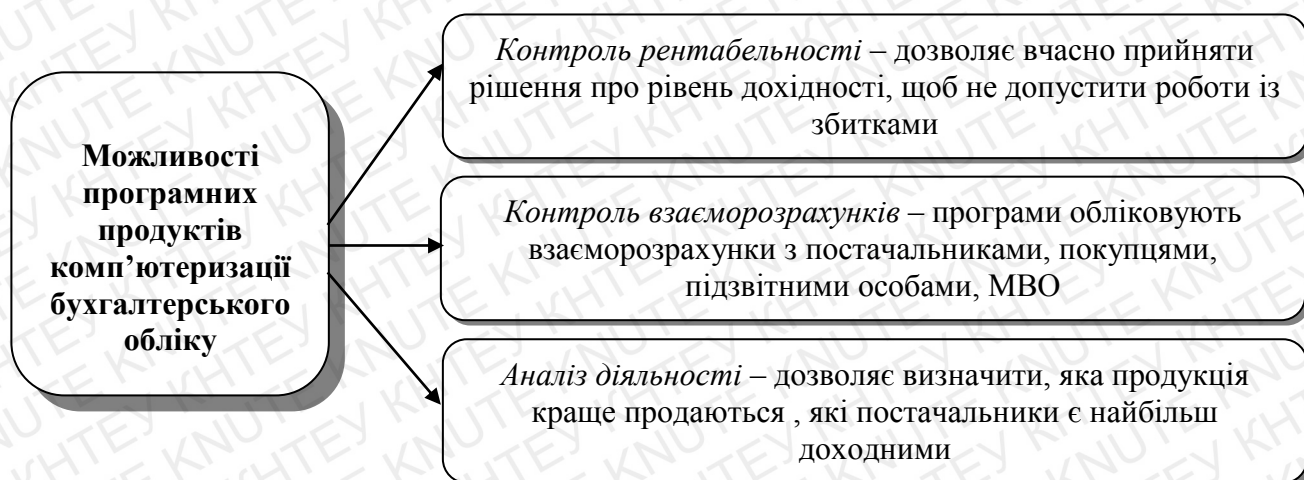 Можливості
програмних
продуктів
комп’ютеризації
бухгалтерського
обліку
Контроль рентабельності – дозволяє вчасно прийняти
рішення про рівень дохідності, щоб не допустити роботи із
збитками
Контроль взаєморозрахунків – програми обліковують
взаєморозрахунки з постачальниками, покупцями,
підзвітними особами, МВО
Аналіз діяльності – дозволяє визначити, яка продукція
краще продаються , які постачальники є найбільш
доходними